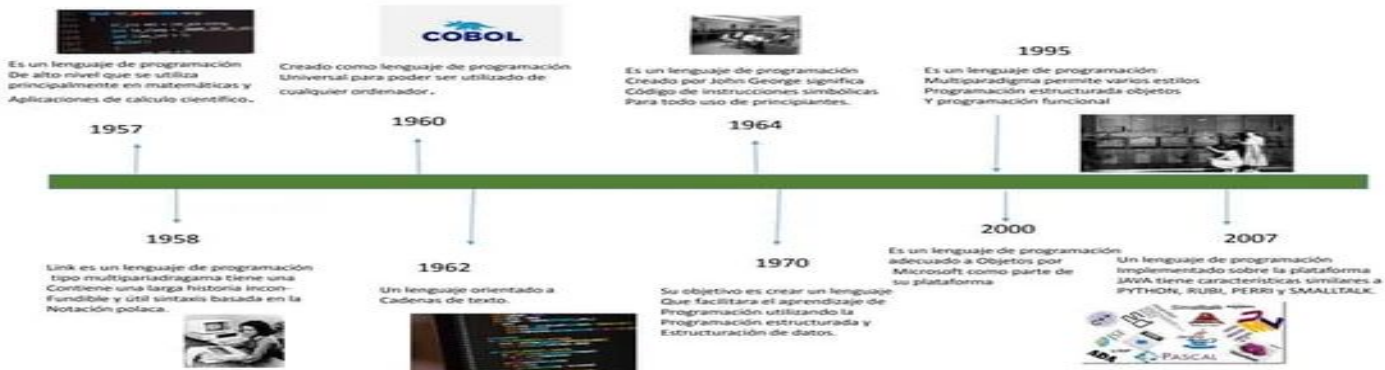 Es un lenguaje de programación
De alto nivel que se utiliza
principalmente en matemáticas y
Aplicaciones de calculo científico.
1957
COBOL
Creado como lenguaje de programación
Universal para poder ser utilizado de
cualquier ordenador.
1960
Es un lenguaje de programación
Creado por John George significa
Código de instrucciones simbólicas
Para todo uso de principiantes.
1964
1995
Es un lenguaje de programación
Multiparadigma permite varios estilos
Programación estructurada objetos
Y programación funcional
1958
Link es un lenguaje de programación
tipo multipariadragama tiene una
Contiene una larga historia incon-
Fundible y útil sintaxis basada en la
Notación polaca.
1962
Un lenguaje orientado a
Cadenas de texto.
1970
Su objetivo es crear un lenguaje
Que facilitara el aprendizaje de
Programación utilizando la
Programación estructurada y
Estructuración de datos.
2000
Es un lenguaje de programación
adecuado a Objetos por
Microsoft como parte de
su plataforma
2007
Un lenguaje de programación
Implementado sobre la plataforma
JAVA tiene características similanes a
PYTHON, RUBI, PERRI y SMALLTALK.
ADA
PASCAL